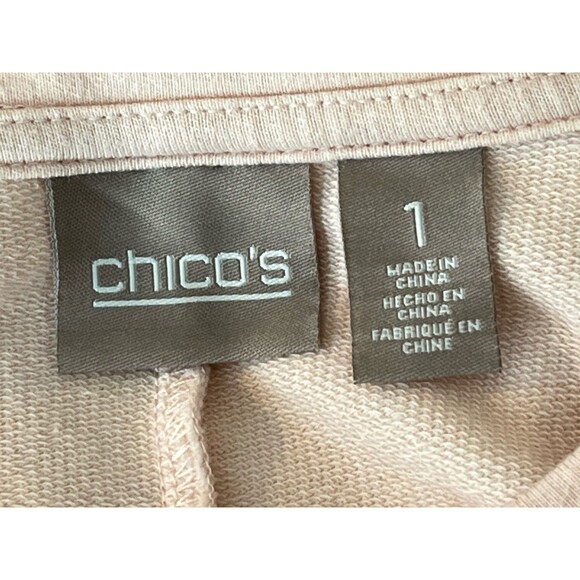 chico's
1
MADE IN
CHINA
HECHO EN
CHINA
FABRIQUÉ EN
CHINE